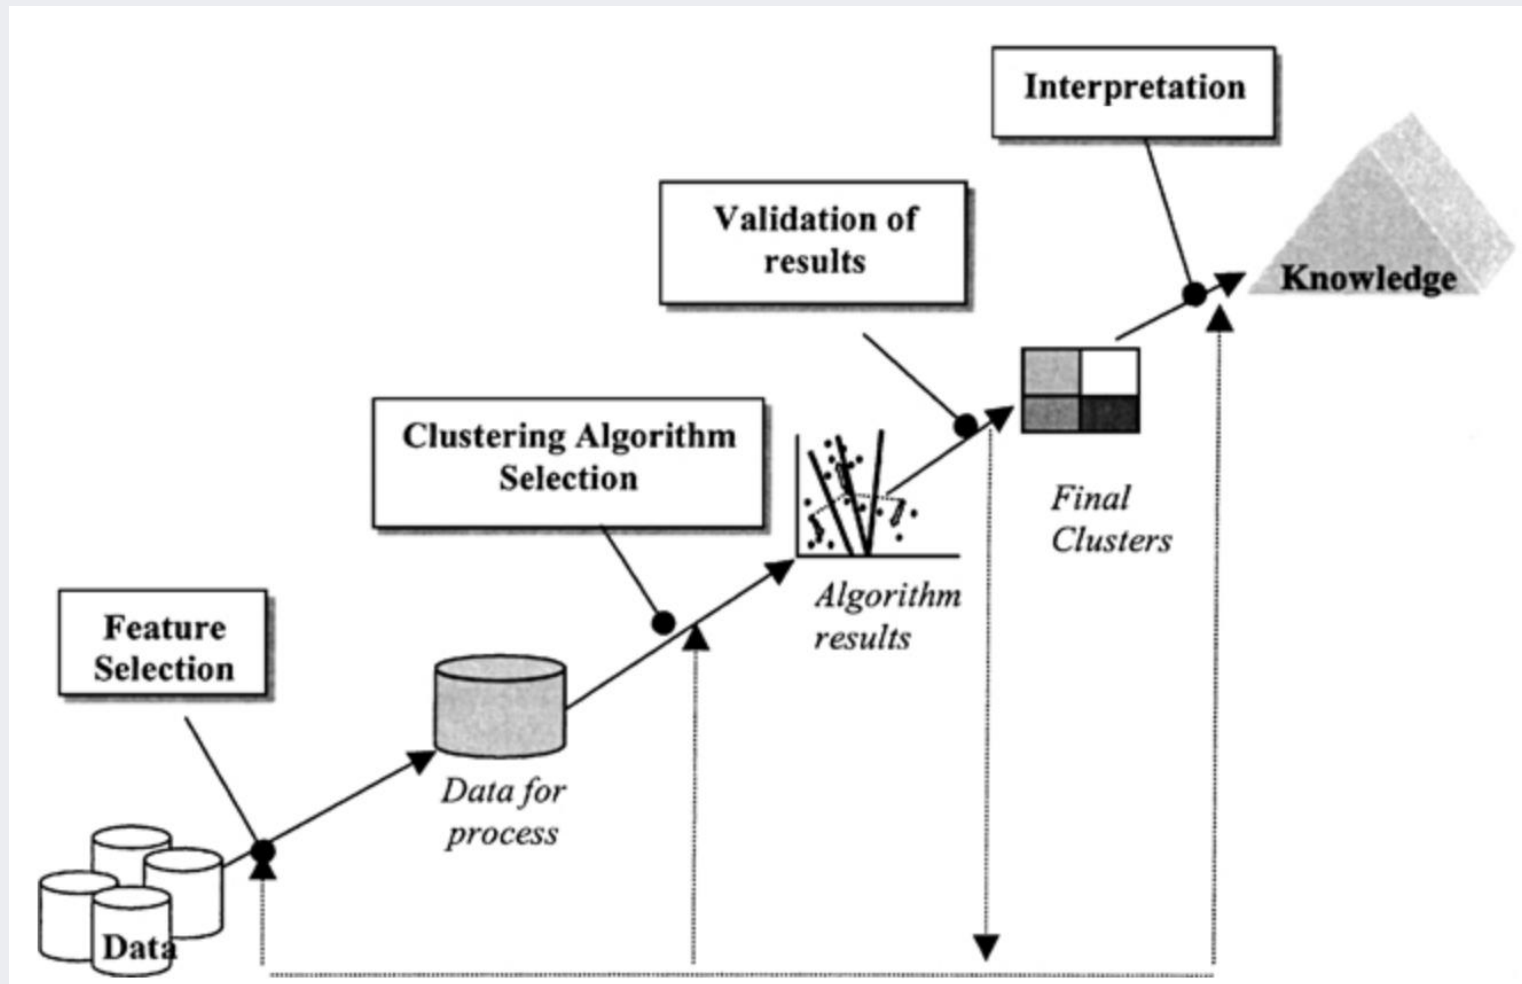 Interpretation
Validation of
results
Knowledge
Clustering Algorithm
Selection
Final
Clusters
Algorithm
results
Feature
Selection
Data for
process
Data